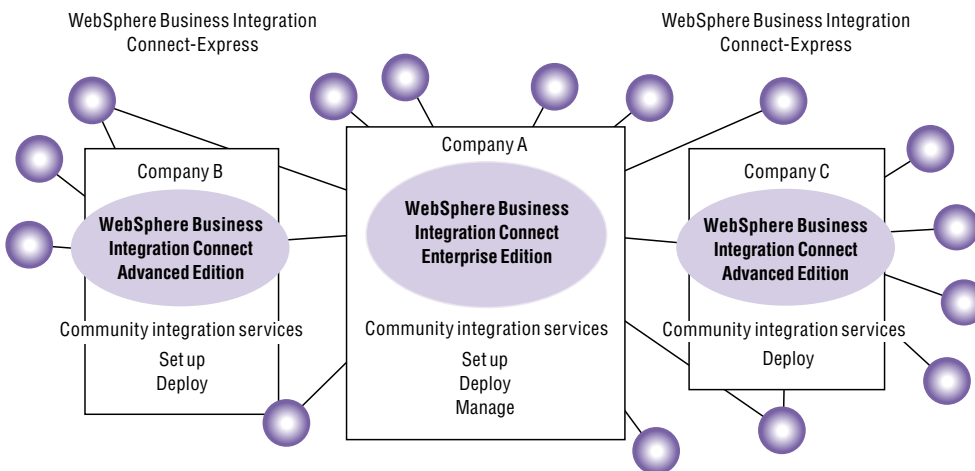 WebSphere Business Integration
Connect-Express
WebSphere Business Integration
Connect-Express
Company B
WebSphere Business
Integration Connect
Advanced Edition
Community integration services
Set up
Deploy
Company A
WebSphere Business
Integration Connect
Enterprise Edition
Community integration services
Set up
Deploy
Manage
Company C
WebSphere Business
Integration Connect
Advanced Edition
Community integration services
Deploy